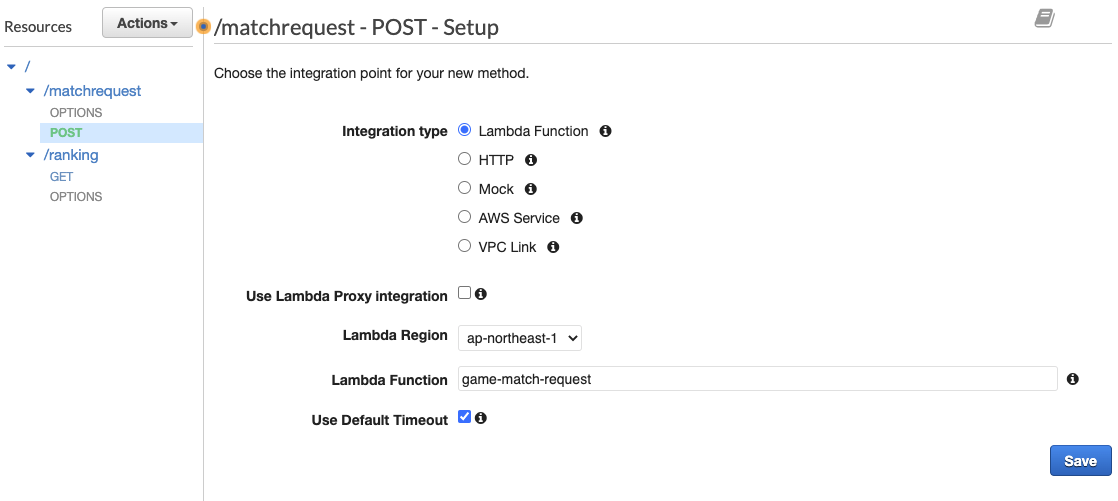 Resources
Actions
/matchrequest - POST - Setup
/
/matchrequest
OPTIONS
POST
/ranking
GET
OPTIONS
Choose the integration point for your new method.
Integration type
Lambda Function
HTTP
Mock
AWS Service
VPC Link
Use Lambda Proxy integration
Lambda Region ap-northeast-1
Lambda Function game-match-request
Use Default Timeout
Save